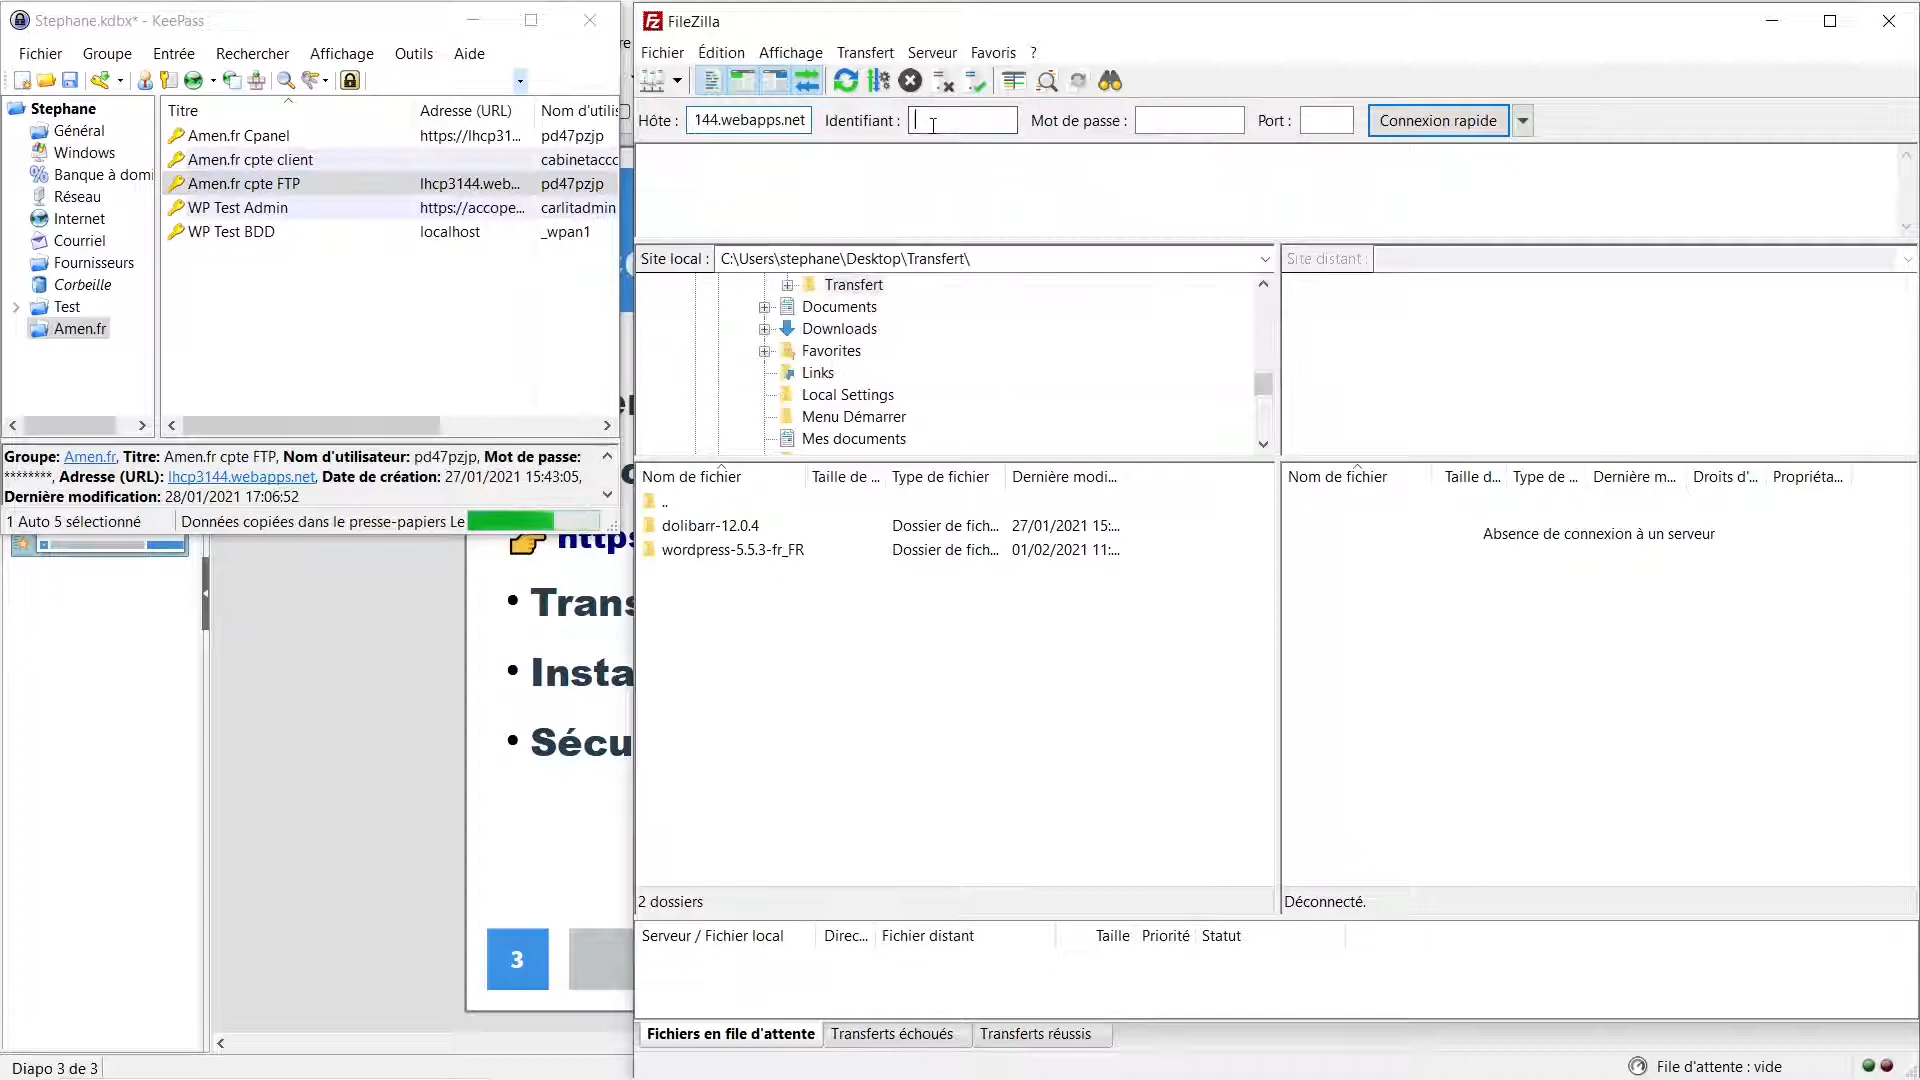 Stephane.kdbx* - KeePass
Fichier Groupe Entrée Rechercher Affichage Outils Aide
Stephane
Général
Windows
Banque à domi
Réseau
Internet
Courriel
Fournisseurs
Corbeille
Test
Amen.fr
Titre Adresse (URL) Nom d'utilis
Amen.fr Cpanel https://lhcp31... pd47pzjp
Amen.fr cpte client cabinetaccc
Amen.fr cpte FTP lhcp3144.web... pd47pzjp
WP Test Admin https://accope... carlitadmin
WP Test BDD localhost _wpan1
Groupe: Amen.fr, Titre: Amen.fr cpte FTP, Nom d'utilisateur: pd47pzjp, Mot de passe:
********, Adresse (URL): lhcp3144.webapps.net, Date de création: 27/01/2021 15:43:05,
Dernière modification: 28/01/2021 17:06:52
1 Auto 5 sélectionné Données copiées dans le presse-papiers Le
https
• Trans
• Insta
• Sécu
3
Diapo 3 de 3
FileZilla
Fichier Édition Affichage Transfert Serveur Favoris ?
Hôte : 144.webapps.net Identifiant : Mot de passe : Port : Connexion rapide
Site local : C:\Users\stephane\Desktop\Transfert\
Transfert
Documents
Downloads
Favorites
Links
Local Settings
Menu Démarrer
Mes documents
Site distant :
Nom de fichier Taille de ... Type de fichier Dernière modi...
..
dolibarr-12.0.4 Dossier de fich... 27/01/2021 15:...
wordpress-5.5.3-fr_FR Dossier de fich... 01/02/2021 11:...
2 dossiers
Nom de fichier Taille d... Type de ... Dernière m... Droits d'... Propriéta...
Absence de connexion à un serveur
Déconnecté.
Serveur / Fichier local Direc... Fichier distant Taille Priorité Statut
Fichiers en file d'attente Transferts échoués Transferts réussis
File d'attente : vide